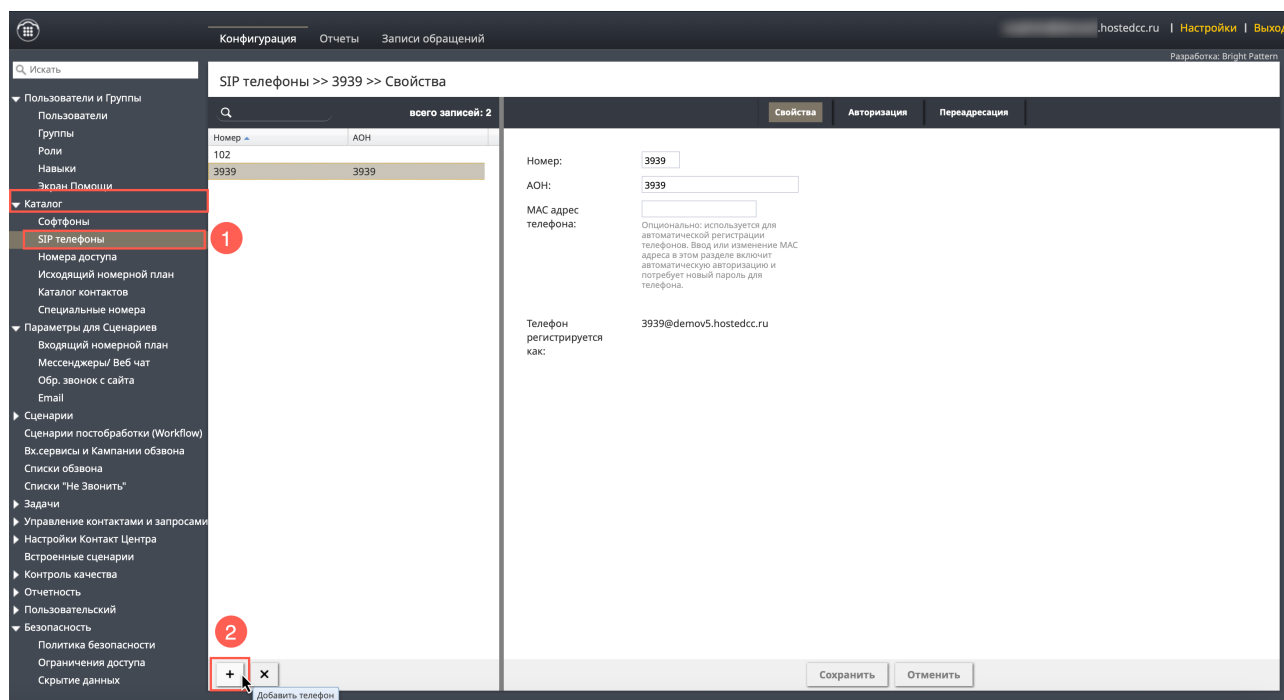 Конфигурация Отчеты Записи обращений
.hostedcc.ru | Настройки |
Разработка: Bright Pattern
Искать
SIP телефоны >> 3939 >> Свойства
Пользователи и Группы
Пользователи
Группы
Роли
Навыки
Экран Помощи
Каталог
Софтфоны
SIP телефоны
1
Номера доступа
Исходящий номерной план
Каталог контактов
Специальные номера
Параметры для Сценариев
Входящий номерной план
Мессенджеры/ Веб чат
Обр. звонок с сайта
Email
Сценарии
Сценарии постобработки (Workflow)
Вх.сервисы и Кампании обзвона
Списки обзвона
Списки "Не Звонить"
Задачи
Управление контактами и запросами
Настройки Контакт Центра
Встроенные сценарии
Контроль качества
Отчетность
Пользовательский
Безопасность
Политика безопасности
Ограничения доступа
Скрытие данных
всего записей: 2
Номер АОН
102
3939 3939
2
+ ×
Добавить телефон
Свойства Авторизация Переадресация
Номер: 3939
АОН: 3939
MAC адрес
телефона:
Опционально: используется для
автоматической регистрации
телефонов. Ввод или изменение MAC
адреса в этом разделе включит
автоматическую авторизацию и
потребует новый пароль для
телефона.
Телефон 3939@demov5.hostedcc.ru
регистрируется
как:
Сохранить Отменить